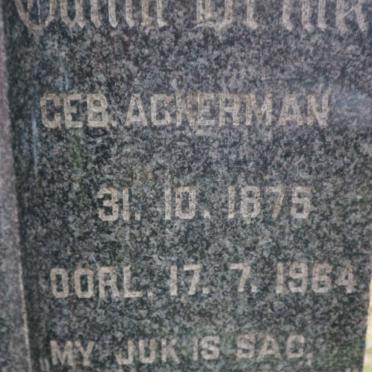 GEB. ACKERMAN
31. 10. 1875
OORL. 17. 7. 1964
"MY JUK IS SAG,